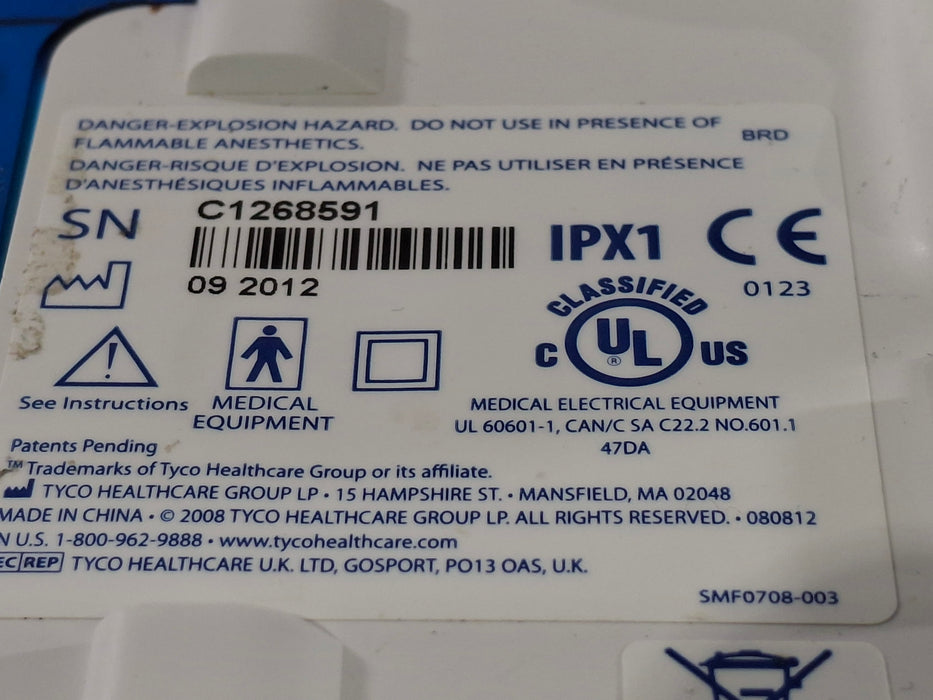 DANGER-EXPLOSION HAZARD. DO NOT USE IN PRESENCE OF
FLAMMABLE ANESTHETICS.
BRD
DANGER-RISQUE D'EXPLOSION. NE PAS UTILISER EN PRÉSENCE
D'ANESTHÉSIQUES INFLAMMABLES.
SN
C1268591
09 2012
IPX1
CE
0123
CLASSIFIED
C UL® US
See Instructions
MEDICAL
EQUIPMENT
MEDICAL ELECTRICAL EQUIPMENT
UL 60601-1, CAN/C SA C22.2 NO.601.1
47DA
Patents Pending
™ Trademarks of Tyco Healthcare Group or its affiliate.
TYCO HEALTHCARE GROUP LP • 15 HAMPSHIRE ST. • MANSFIELD, MA 02048
MADE IN CHINA • © 2008 TYCO HEALTHCARE GROUP LP. ALL RIGHTS RESERVED. • 080812
N U.S. 1-800-962-9888 • www.tycohealthcare.com
EC REP TYCO HEALTHCARE U.K. LTD, GOSPORT, PO13 OAS, U.K.
SMF0708-003